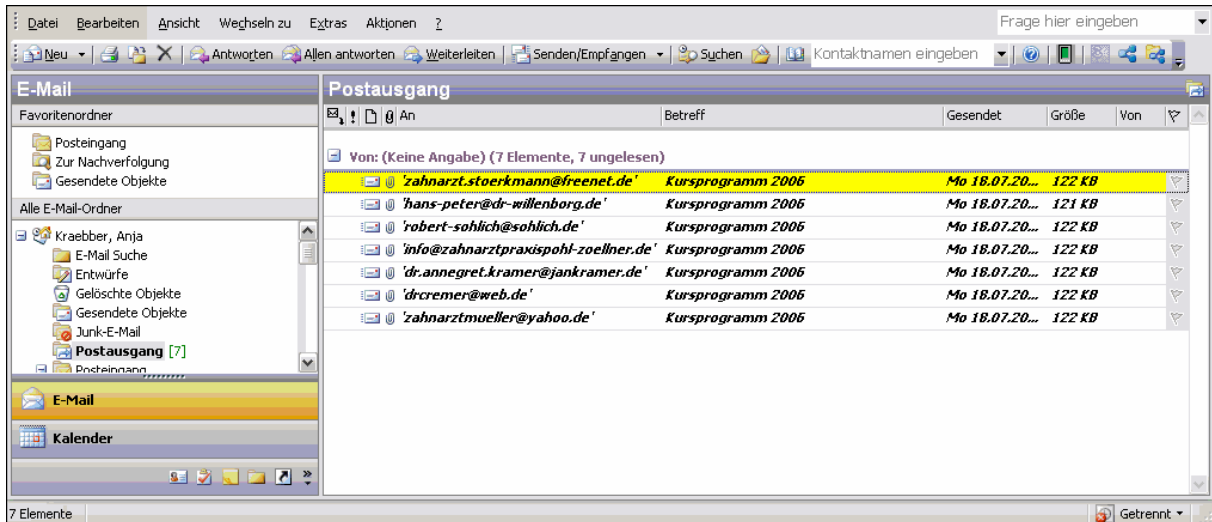 Datei Bearbeiten Ansicht Wechseln zu Extras Aktionen ? Frage hier eingeben
Neu Antworten Allen antworten Weiterleiten Senden/Empfangen Suchen Kontaktnamen eingeben
E-Mail
Favoritenordner
Posteingang
Zur Nachverfolgung
Gesendete Objekte
Alle E-Mail-Ordner
Kraebber, Anja
E-Mail Suche
Entwürfe
Gelöschte Objekte
Gesendete Objekte
Junk-E-Mail
Postausgang [7]
Posteingang
E-Mail
Kalender
Postausgang
An Betreff Gesendet Größe Von
Von: (Keine Angabe) (7 Elemente, 7 ungelesen)
'zahnarzt.stoerkmann@freenet.de' Kursprogramm 2006 Mo 18.07.20... 122 KB
'hans-peter@dr-willenborg.de' Kursprogramm 2006 Mo 18.07.20... 121 KB
'robert-sohlich@sohlich.de' Kursprogramm 2006 Mo 18.07.20... 122 KB
'info@zahnarztpraxispohl-zoellner.de' Kursprogramm 2006 Mo 18.07.20... 122 KB
'dr.annegret.kramer@jankramer.de' Kursprogramm 2006 Mo 18.07.20... 122 KB
'drcremer@web.de' Kursprogramm 2006 Mo 18.07.20... 122 KB
'zahnarztmueller@yahoo.de' Kursprogramm 2006 Mo 18.07.20... 122 KB
7 Elemente Getrennt